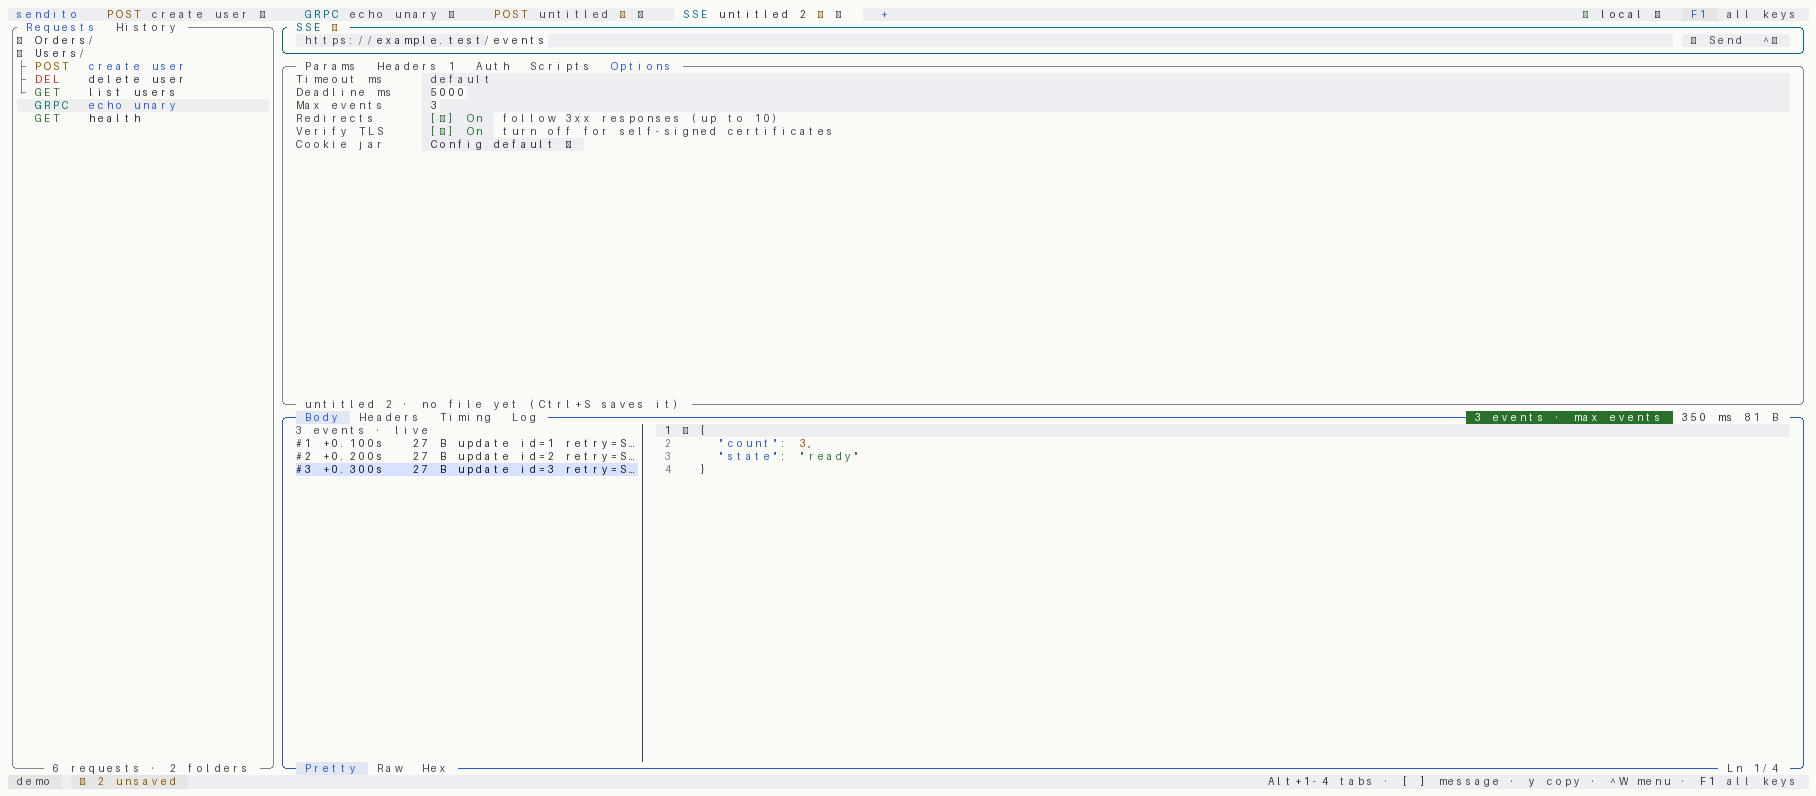 sendito POST create user GRPC echo unary POST untitled SSE untitled 2 + local F1 all keys
Requests History
Orders/
Users/
POST create user
DEL delete user
GET list users
GRPC echo unary
GET health
6 requests · 2 folders
SSE
https://example.test/events Send ^
Params Headers 1 Auth Scripts Options
Timeout ms default
Deadline ms 5000
Max events 3
Redirects [ ] On follow 3xx responses (up to 10)
Verify TLS [ ] On turn off for self-signed certificates
Cookie jar Config default
untitled 2 · no file yet (Ctrl+S saves it)
Body Headers Timing Log 3 events · max events 350 ms 81 B
3 events · live
#1 +0.100s 27 B update id=1 retry=S…
#2 +0.200s 27 B update id=2 retry=S…
#3 +0.300s 27 B update id=3 retry=S…
1 {
2 "count": 3,
3 "state": "ready"
4 }
Pretty Raw Hex Ln 1/4
demo 2 unsaved Alt+1-4 tabs · [ ] message · y copy · ^W menu · F1 all keys